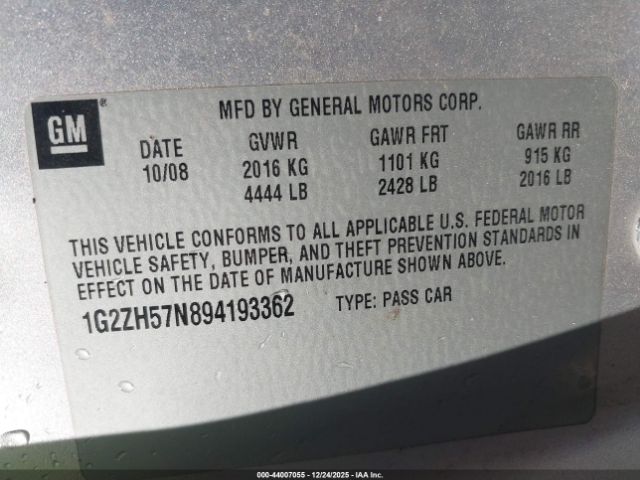 GM®
MFD BY GENERAL MOTORS CORP.
DATE GVWR GAWR FRT GAWR RR
10/08 2016 KG 1101 KG 915 KG
4444 LB 2428 LB 2016 LB
THIS VEHICLE CONFORMS TO ALL APPLICABLE U.S. FEDERAL MOTOR
VEHICLE SAFETY, BUMPER, AND THEFT PREVENTION STANDARDS IN
EFFECT ON THE DATE OF MANUFACTURE SHOWN ABOVE.
1G2ZH57N894193362 TYPE: PASS CAR
000-44007055 - 12/24/2025 - IAA Inc.